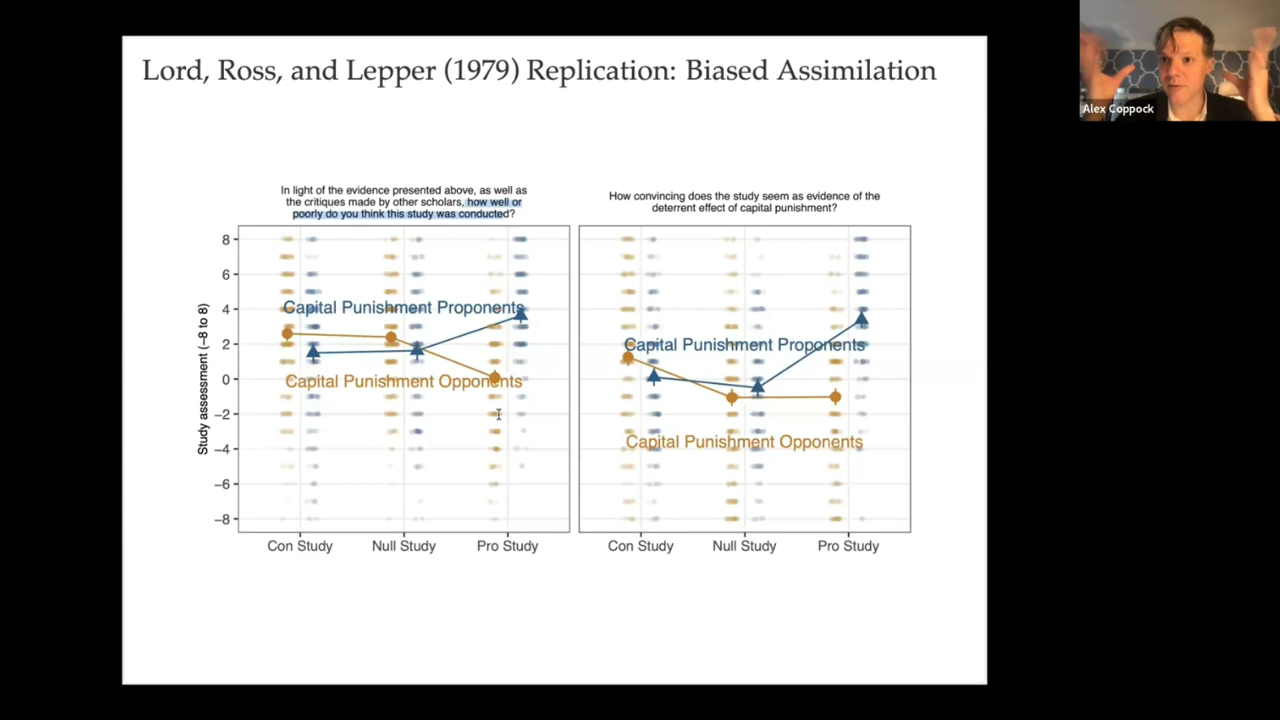 Lord, Ross, and Lepper (1979) Replication: Biased Assimilation
Alex Coppock
In light of the evidence presented above, as well as
the critiques made by other scholars, how well or
poorly do you think this study was conducted?
How convincing does the study seem as evidence of the
deterrent effect of capital punishment?
Study assessment (−8 to 8)
8
6
4
2
0
−2
−4
−6
−8
Capital Punishment Proponents
Capital Punishment Opponents
Capital Punishment Proponents
Capital Punishment Opponents
Con Study
Null Study
Pro Study
Con Study
Null Study
Pro Study